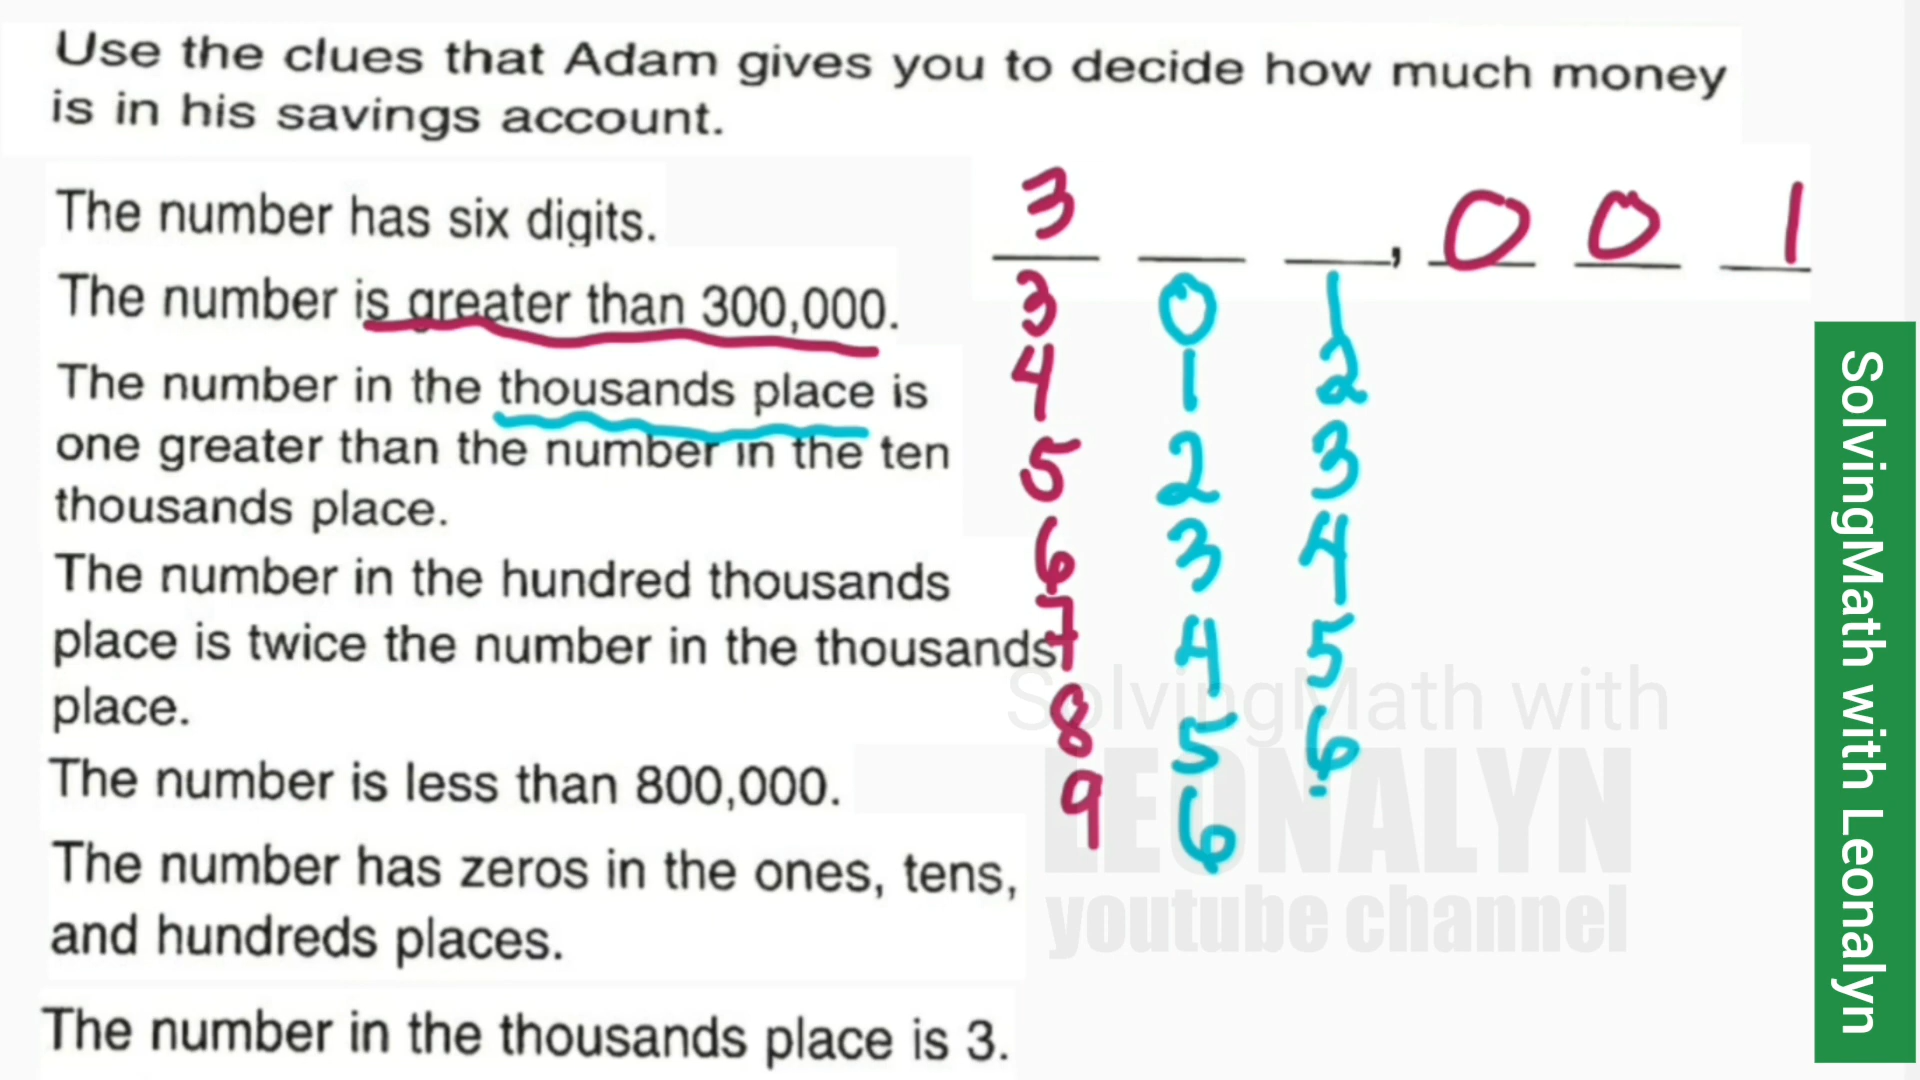 Use the clues that Adam gives you to decide how much money
is in his savings account.
The number has six digits.
The number is greater than 300,000.
The number in the thousands place is
one greater than the number in the ten
thousands place.
The number in the hundred thousands
place is twice the number in the thousands
place.
The number is less than 800,000.
The number has zeros in the ones, tens,
and hundreds places.
The number in the thousands place is 3.
3 _ _, 0 0 1
3 0 1
4 1 2
5 2 3
6 3 4
7 4 5
8 5 6
9 6
SolvingMath with
LEONALYN
youtube channel
SolvingMath with Leonalyn